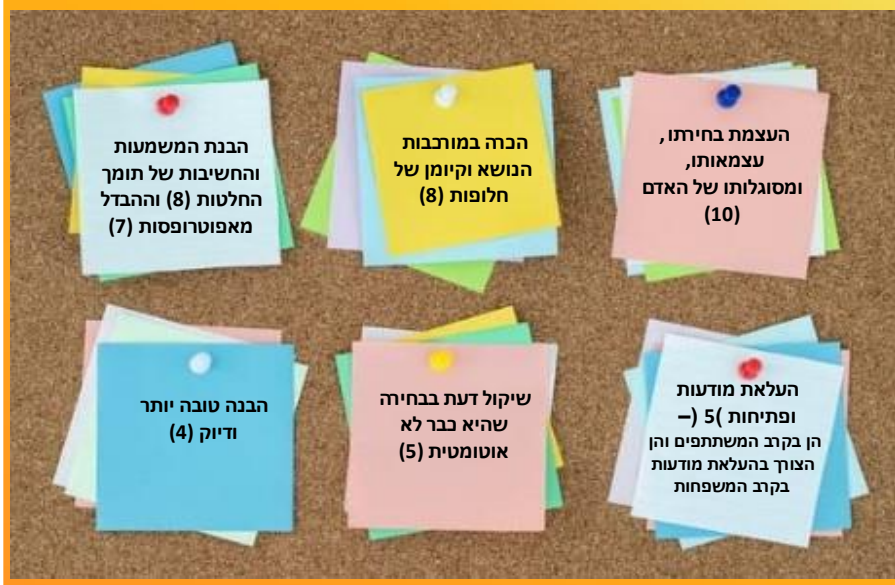 העצמת בחירתו,
עצמאותו,
ומסוגלותו של האדם
(10)
הכרה במורכבות
הנושא וקיומן של
חלופות (8)
הבנת המשמעות
והחשיבות של תומך
החלטות (8) וההבדל
מאפוטרופסות (7)
העלאת מודעות
ופתיחות )5 (–
הן בקרב המשתתפים והן
הצורך בהעלאת מודעות
בקרב המשפחות
שיקול דעת בבחירה
שהיא כבר לא
אוטומטית (5)
הבנה טובה יותר
ודיוק (4)